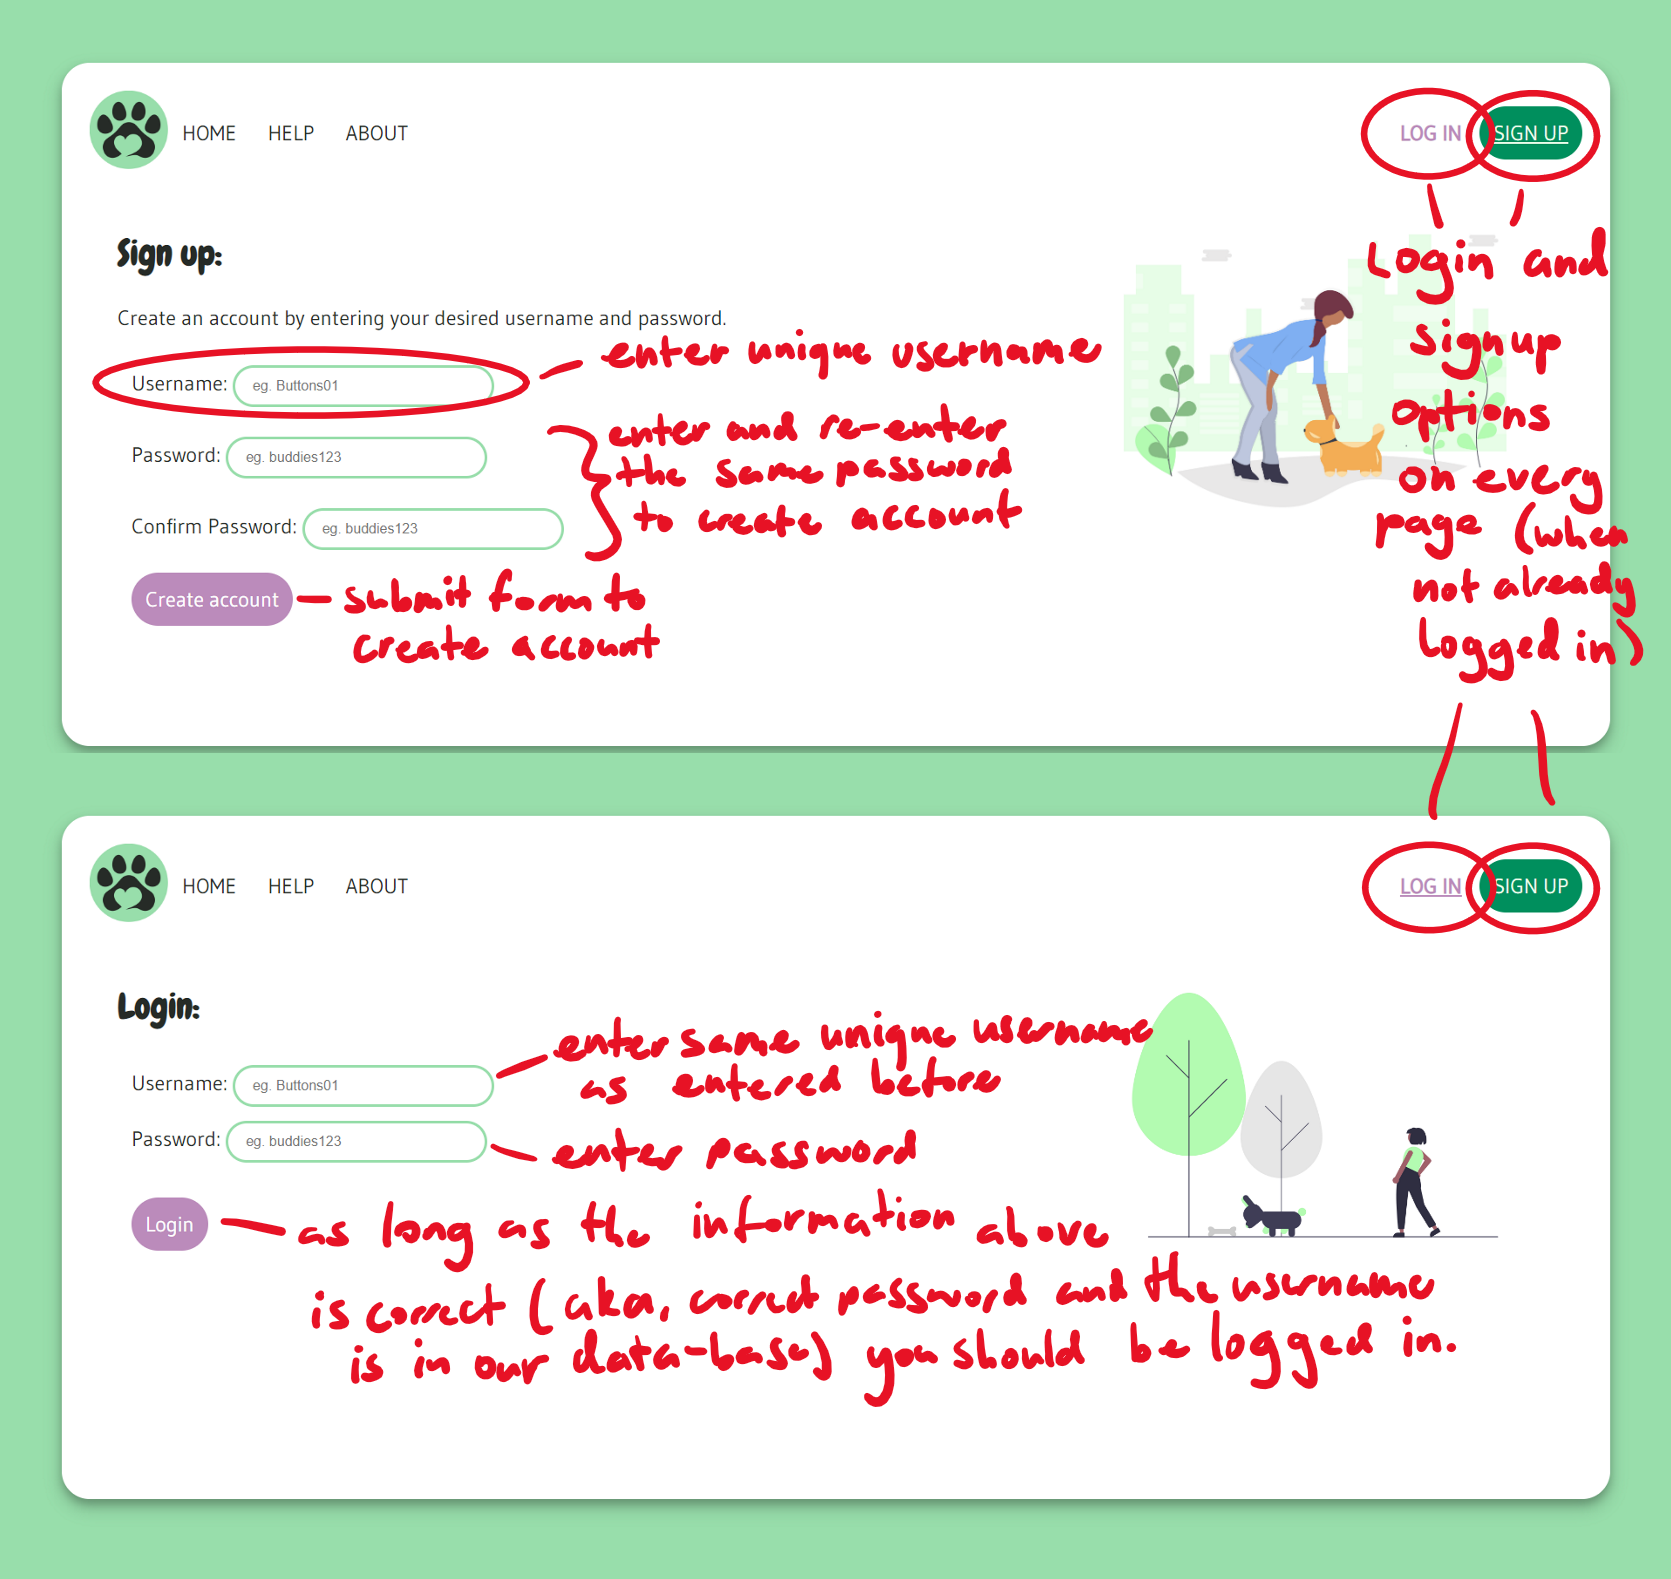 HOME HELP ABOUT
LOG IN SIGN UP
Sign up:
Create an account by entering your desired username and password.
Username: eg. Buttons01
enter unique username
Password: eg. buddies123
Confirm Password: eg. buddies123
enter and re-enter
the same password
to create account
Create account
submit form to
create account
Login and
signup
options
on every
page (when
not already
logged in)
HOME HELP ABOUT
LOG IN SIGN UP
Login:
Username: eg. Buttons01
enter same unique username
as entered before
Password: eg. buddies123
enter password
Login
as long as the information above
is correct (aka, correct password and the username
is in our data-base) you should be logged in.